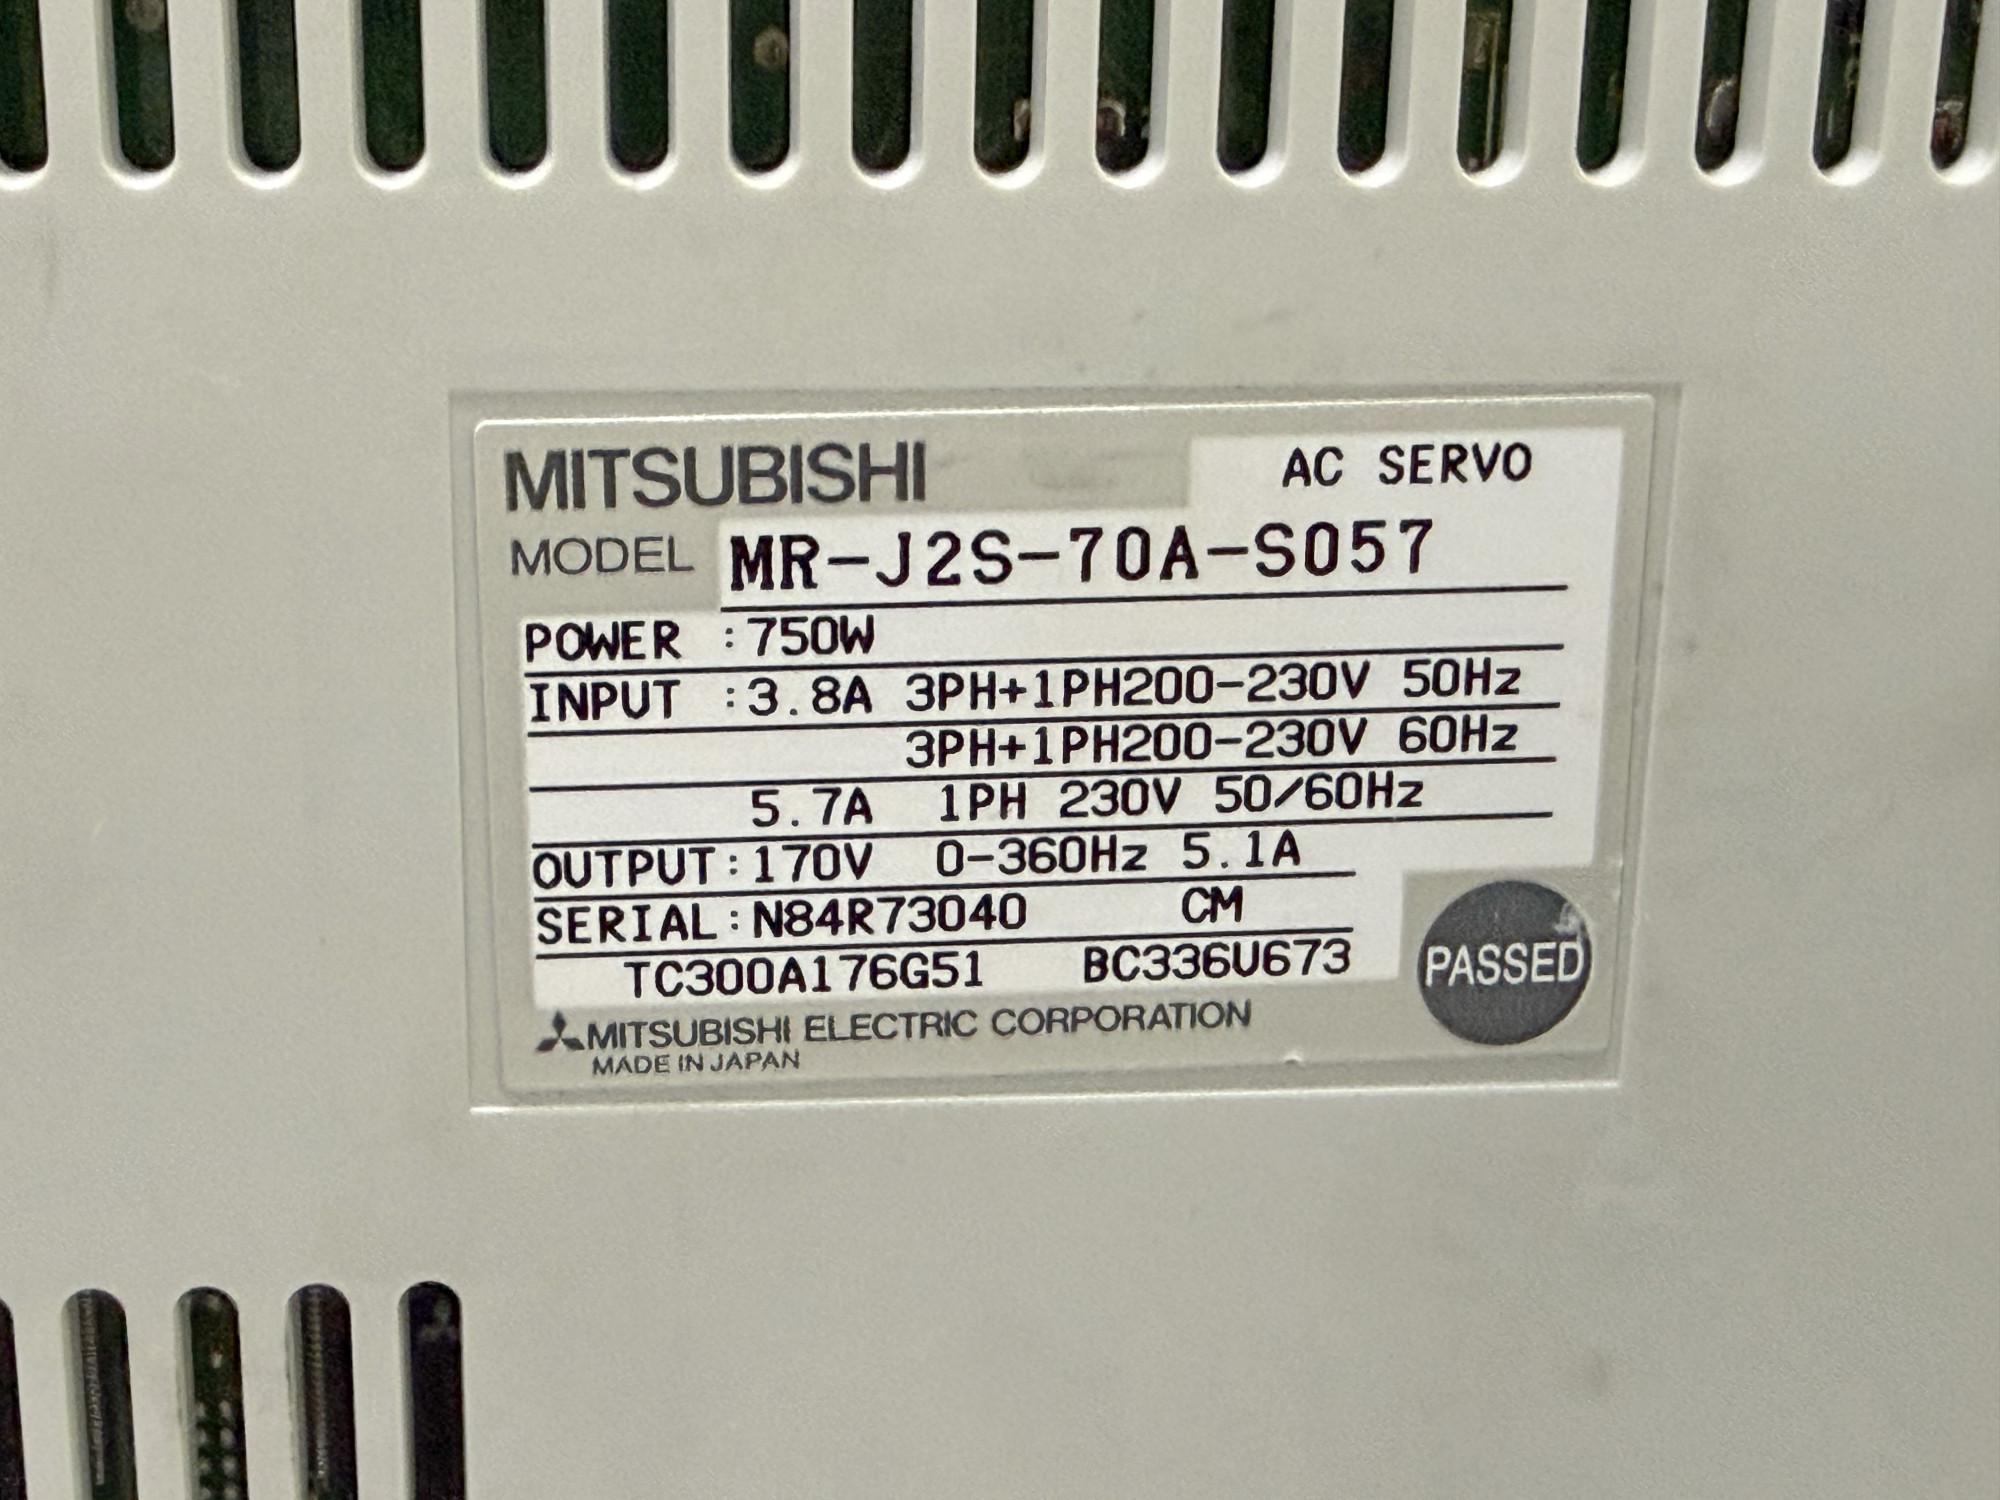 MITSUBISHI AC SERVO
MODEL MR-J2S-70A-S057
POWER :750W
INPUT :3.8A 3PH+1PH200-230V 50Hz
3PH+1PH200-230V 60Hz
5.7A 1PH 230V 50/60Hz
OUTPUT:170V 0-360Hz 5.1A
SERIAL:N84R73040 CM
TC300A176G51 BC336U673
PASSED
MITSUBISHI ELECTRIC CORPORATION
MADE IN JAPAN